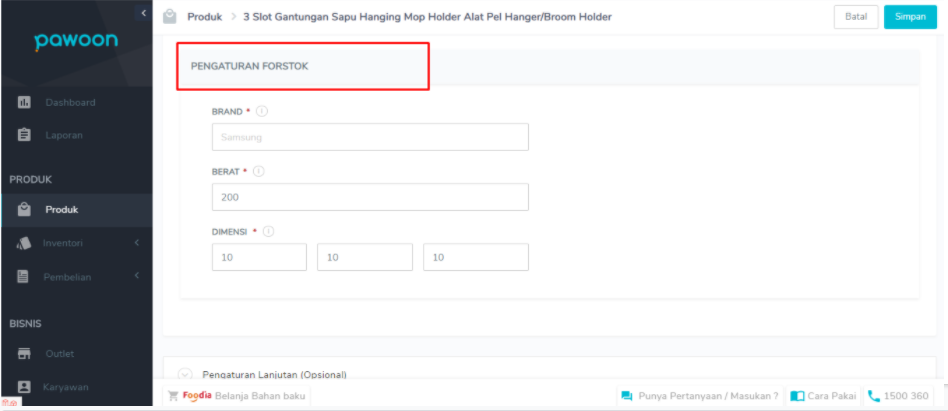 pawoon
Produk > 3 Slot Gantungan Sapu Hanging Mop Holder Alat Pel Hanger/Broom Holder
Batal
Simpan
Dashboard
Laporan
PRODUK
Produk
Inventori
Pembelian
BISNIS
Outlet
Karyawan
PENGATURAN FORSTOK
BRAND *
Samsung
BERAT *
200
DIMENSI *
10 10 10
Pengaturan Lanjutan (Opsional)
Foodia Belanja Bahan baku
Punya Pertanyaan / Masukan ?
Cara Pakai
1500 360